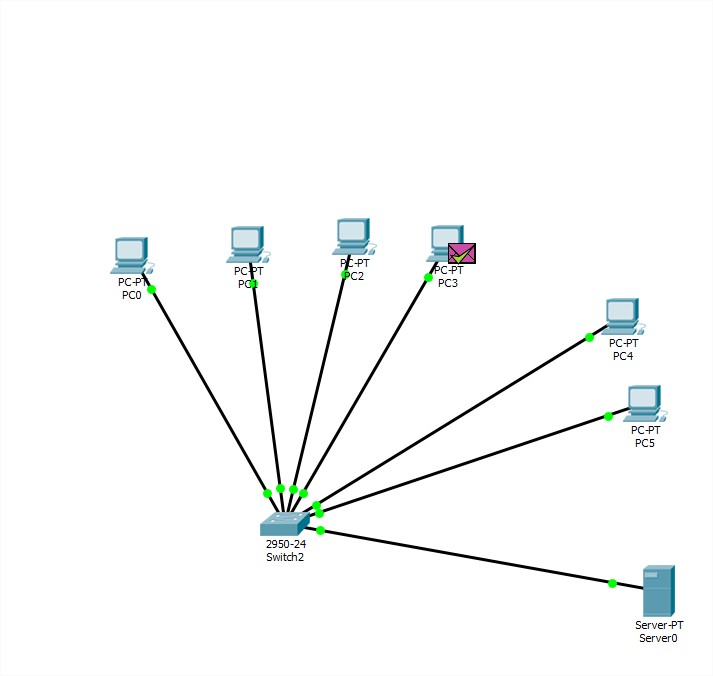 PC-PT
PC0
PC-PT
PC1
PC-PT
PC2
PC-PT
PC3
PC-PT
PC4
PC-PT
PC5
2950-24
Switch2
Server-PT
Server0